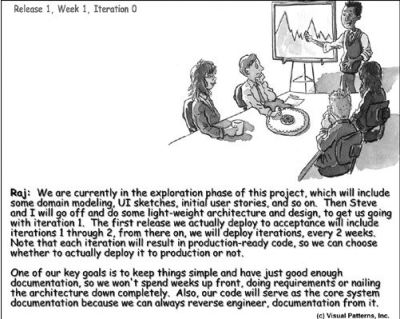 Release 1, Week 1, Iteration 0
Raj: We are currently in the exploration phase of this project, which will include
some domain modeling, UI sketches, initial user stories, and so on. Then Steve
and I will go off and do some light-weight architecture and design, to get us going
with iteration 1. The first release we actually deploy to acceptance will include
iterations 1 through 2, from there on, we will deploy iterations, every 2 weeks.
Note that each iteration will result in production-ready code, so we can choose
whether to actually deploy it to production or not.
One of our key goals is to keep things simple and have just good enough
documentation, so we won't spend weeks up front, doing requirements or nailing
the architecture down completely. Also, our code will serve as the core system
documentation because we can always reverse engineer, documentation from it.
(c) Visual Patterns, Inc.